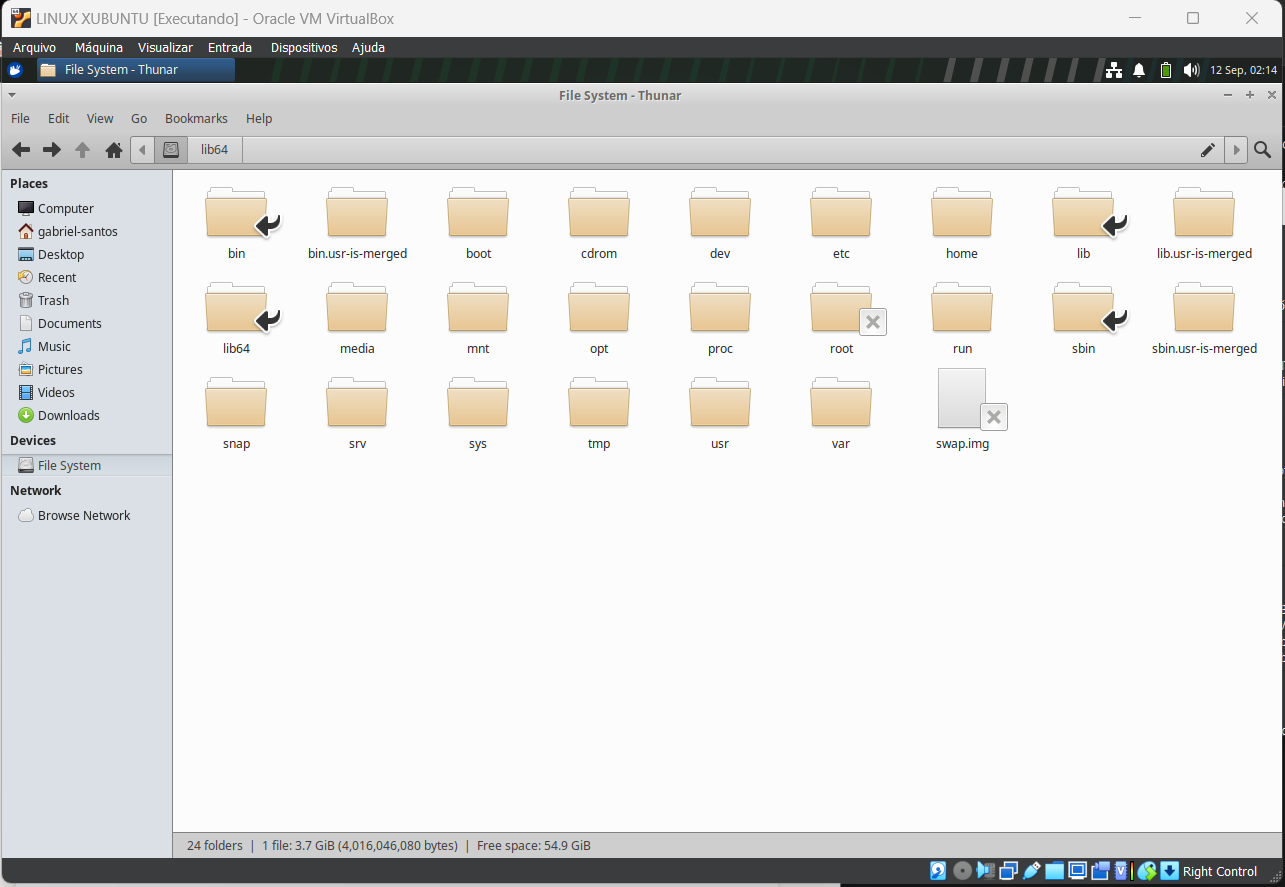 LINUX XUBUNTU [Executando] - Oracle VM VirtualBox
Arquivo Máquina Visualizar Entrada Dispositivos Ajuda
File System - Thunar 12 Sep, 02:14
File System - Thunar
File Edit View Go Bookmarks Help
lib64
Places
Computer
gabriel-santos
Desktop
Recent
Trash
Documents
Music
Pictures
Videos
Downloads
Devices
File System
Network
Browse Network
bin bin.usr-is-merged boot cdrom dev etc home lib lib.usr-is-merged
lib64 media mnt opt proc root run sbin sbin.usr-is-merged
snap srv sys tmp usr var swap.img
24 folders | 1 file: 3.7 GiB (4,016,046,080 bytes) | Free space: 54.9 GiB
Right Control